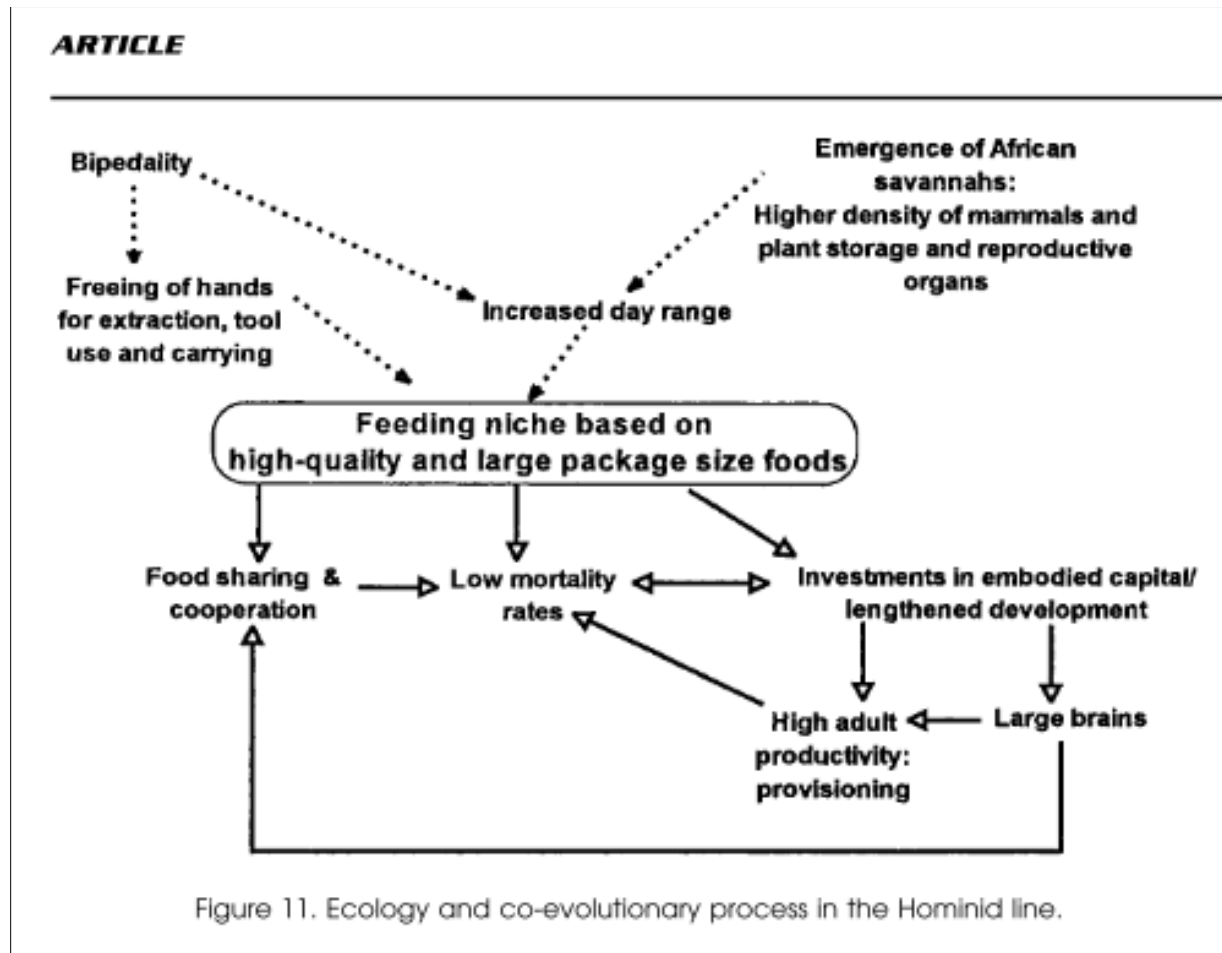 ARTICLE
Bipedality
Emergence of African
savannahs:
Higher density of mammals and
plant storage and reproductive
organs
Freeing of hands
for extraction, tool
use and carrying
Increased day range
Feeding niche based on
high-quality and large package size foods
Food sharing &
cooperation
Low mortality
rates
Investments in embodied capital/
lengthened development
High adult
productivity:
provisioning
Large brains
Figure 11. Ecology and co-evolutionary process in the Hominid line.